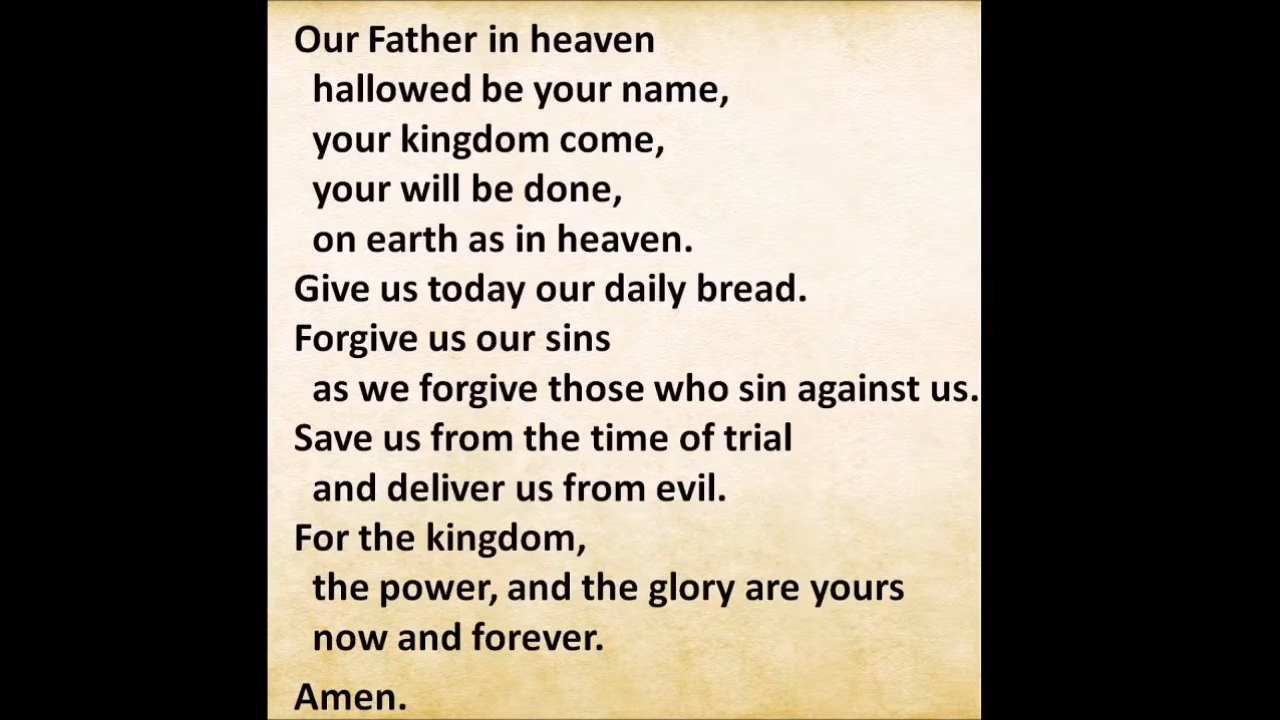 Our Father in heaven
hallowed be your name,
your kingdom come,
your will be done,
on earth as in heaven.
Give us today our daily bread.
Forgive us our sins
as we forgive those who sin against us.
Save us from the time of trial
and deliver us from evil.
For the kingdom,
the power, and the glory are yours
now and forever.
Amen.